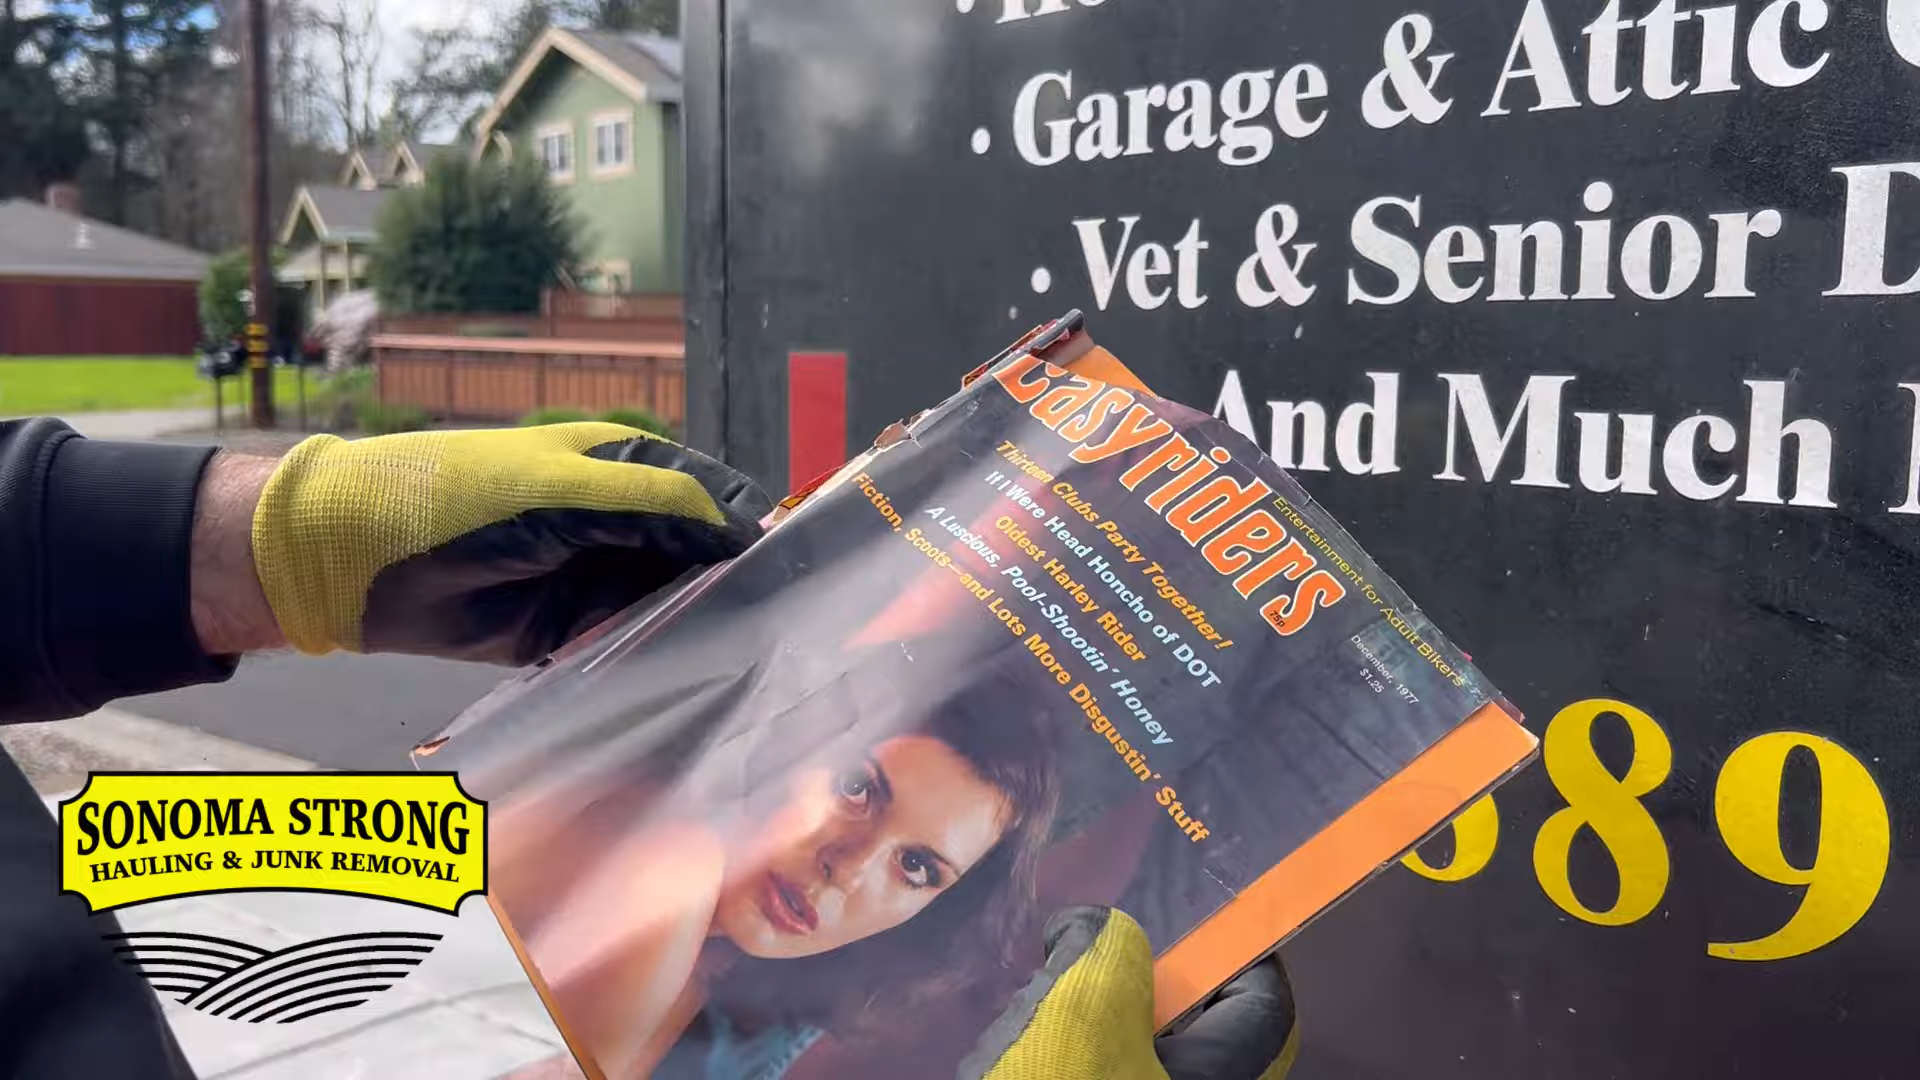 Garage & Attic
Vet & Senior
And Much
89
Easyriders
Entertainment for Adult Bikers
75p
December, 1977
$1.25
Thirteen Clubs Party Together!
If I Were Head Honcho of DOT
Oldest Harley Rider
A Luscious, Pool-Shootin' Honey
Fiction, Scoots—and Lots More Disgustin' Stuff
SONOMA STRONG
HAULING & JUNK REMOVAL